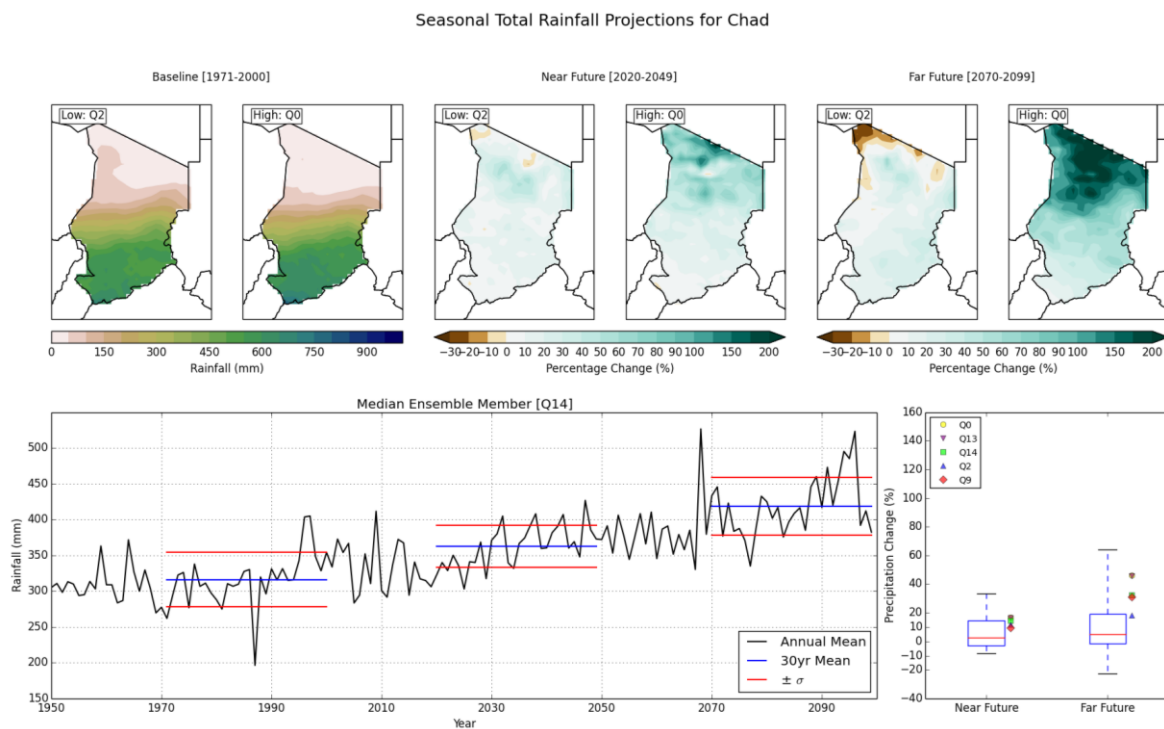 Seasonal Total Rainfall Projections for Chad
Baseline [1971-2000]
Near Future [2020-2049]
Far Future [2070-2099]
Low: Q2
High: Q0
Low: Q2
High: Q0
Low: Q2
High: Q0
0 150 300 450 600 750 900
Rainfall (mm)
−30−20−10 0 10 20 30 50 60 80 90 100 150 200
Percentage Change (%)
−30−20−10 0 10 20 30 50 60 80 90 100 150 200
Percentage Change (%)
Median Ensemble Member [Q14]
Rainfall (mm)
500
450
400
350
300
250
200
150
1950 1970 1990 2010 2030 2050 2070 2090
Year
Annual Mean
30yr Mean
± σ
Precipitation Change (%)
160
140
120
100
80
60
40
20
10
0
−10
−20
−40
Q0
Q13
Q14
Q2
Q9
Near Future Far Future